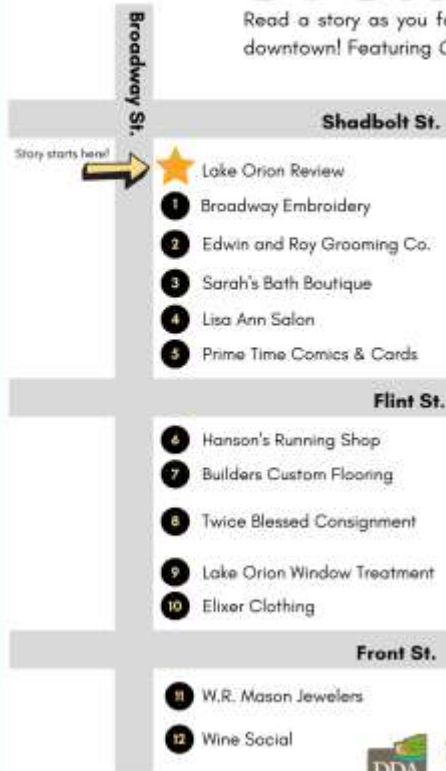 Read a story as you
downtown! Featuring
Broadway St.
Shadbolt St.
Story starts here!
Lake Orion Review
1 Broadway Embroidery
2 Edwin and Roy Grooming Co.
3 Sarah's Bath Boutique
4 Lisa Ann Salon
5 Prime Time Comics & Cards
Flint St.
6 Hanson's Running Shop
7 Builders Custom Flooring
8 Twice Blessed Consignment
9 Lake Orion Window Treatment
10 Elixer Clothing
Front St.
11 W.R. Mason Jewelers
12 Wine Social
DDA